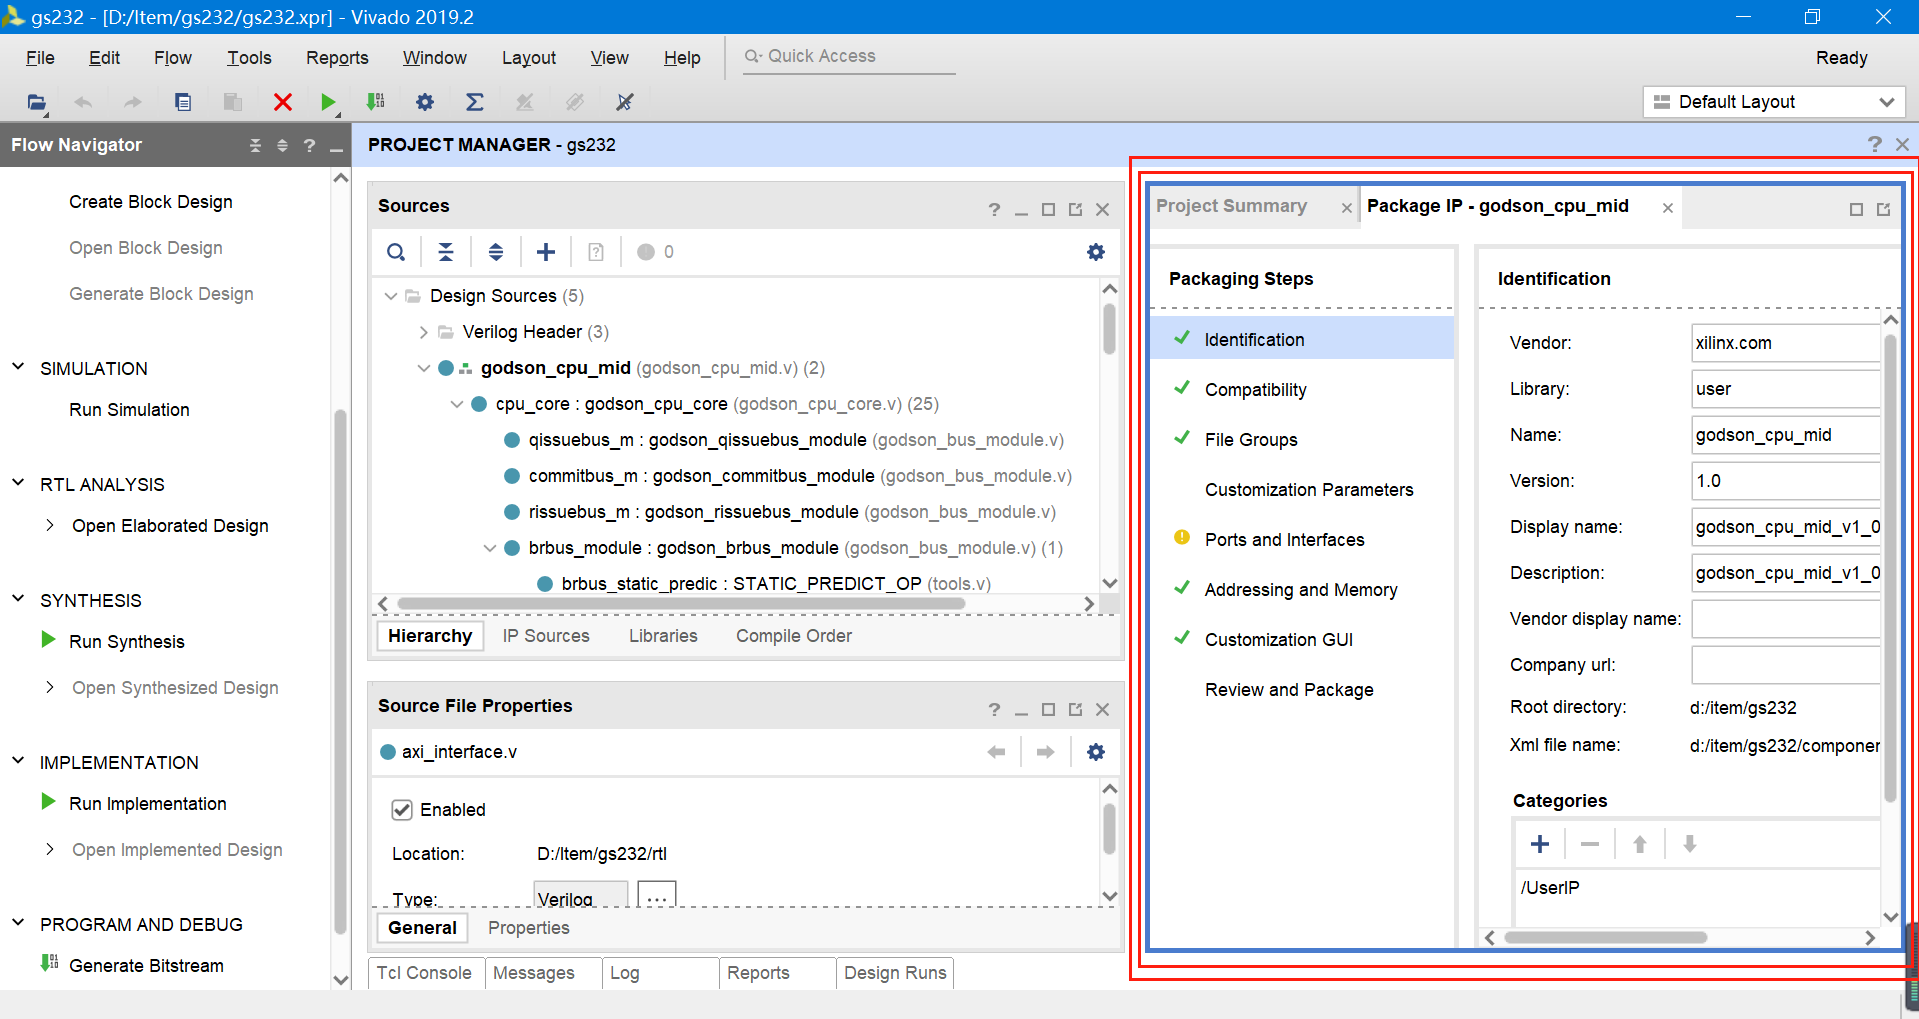 gs232 - [D:/Item/gs232/gs232.xpr] - Vivado 2019.2
File Edit Flow Tools Reports Window Layout View Help Quick Access Ready
Default Layout
Flow Navigator
Create Block Design
Open Block Design
Generate Block Design
SIMULATION
Run Simulation
RTL ANALYSIS
Open Elaborated Design
SYNTHESIS
Run Synthesis
Open Synthesized Design
IMPLEMENTATION
Run Implementation
Open Implemented Design
PROGRAM AND DEBUG
Generate Bitstream
PROJECT MANAGER - gs232
Sources
0
Design Sources (5)
Verilog Header (3)
godson_cpu_mid (godson_cpu_mid.v) (2)
cpu_core : godson_cpu_core (godson_cpu_core.v) (25)
qissuebus_m : godson_qissuebus_module (godson_bus_module.v)
commitbus_m : godson_commitbus_module (godson_bus_module.v)
rissuebus_m : godson_rissuebus_module (godson_bus_module.v)
brbus_module : godson_brbus_module (godson_bus_module.v) (1)
brbus_static_predic : STATIC_PREDICT_OP (tools.v)
Hierarchy IP Sources Libraries Compile Order
Source File Properties
axi_interface.v
Enabled
Location: D:/Item/gs232/rtl
Type: Verilog ...
General Properties
Tcl Console Messages Log Reports Design Runs
Project Summary Package IP - godson_cpu_mid
Packaging Steps
Identification
Compatibility
File Groups
Customization Parameters
Ports and Interfaces
Addressing and Memory
Customization GUI
Review and Package
Identification
Vendor: xilinx.com
Library: user
Name: godson_cpu_mid
Version: 1.0
Display name: godson_cpu_mid_v1_0
Description: godson_cpu_mid_v1_0
Vendor display name:
Company url:
Root directory: d:/item/gs232
Xml file name: d:/item/gs232/componer
Categories
/UserIP